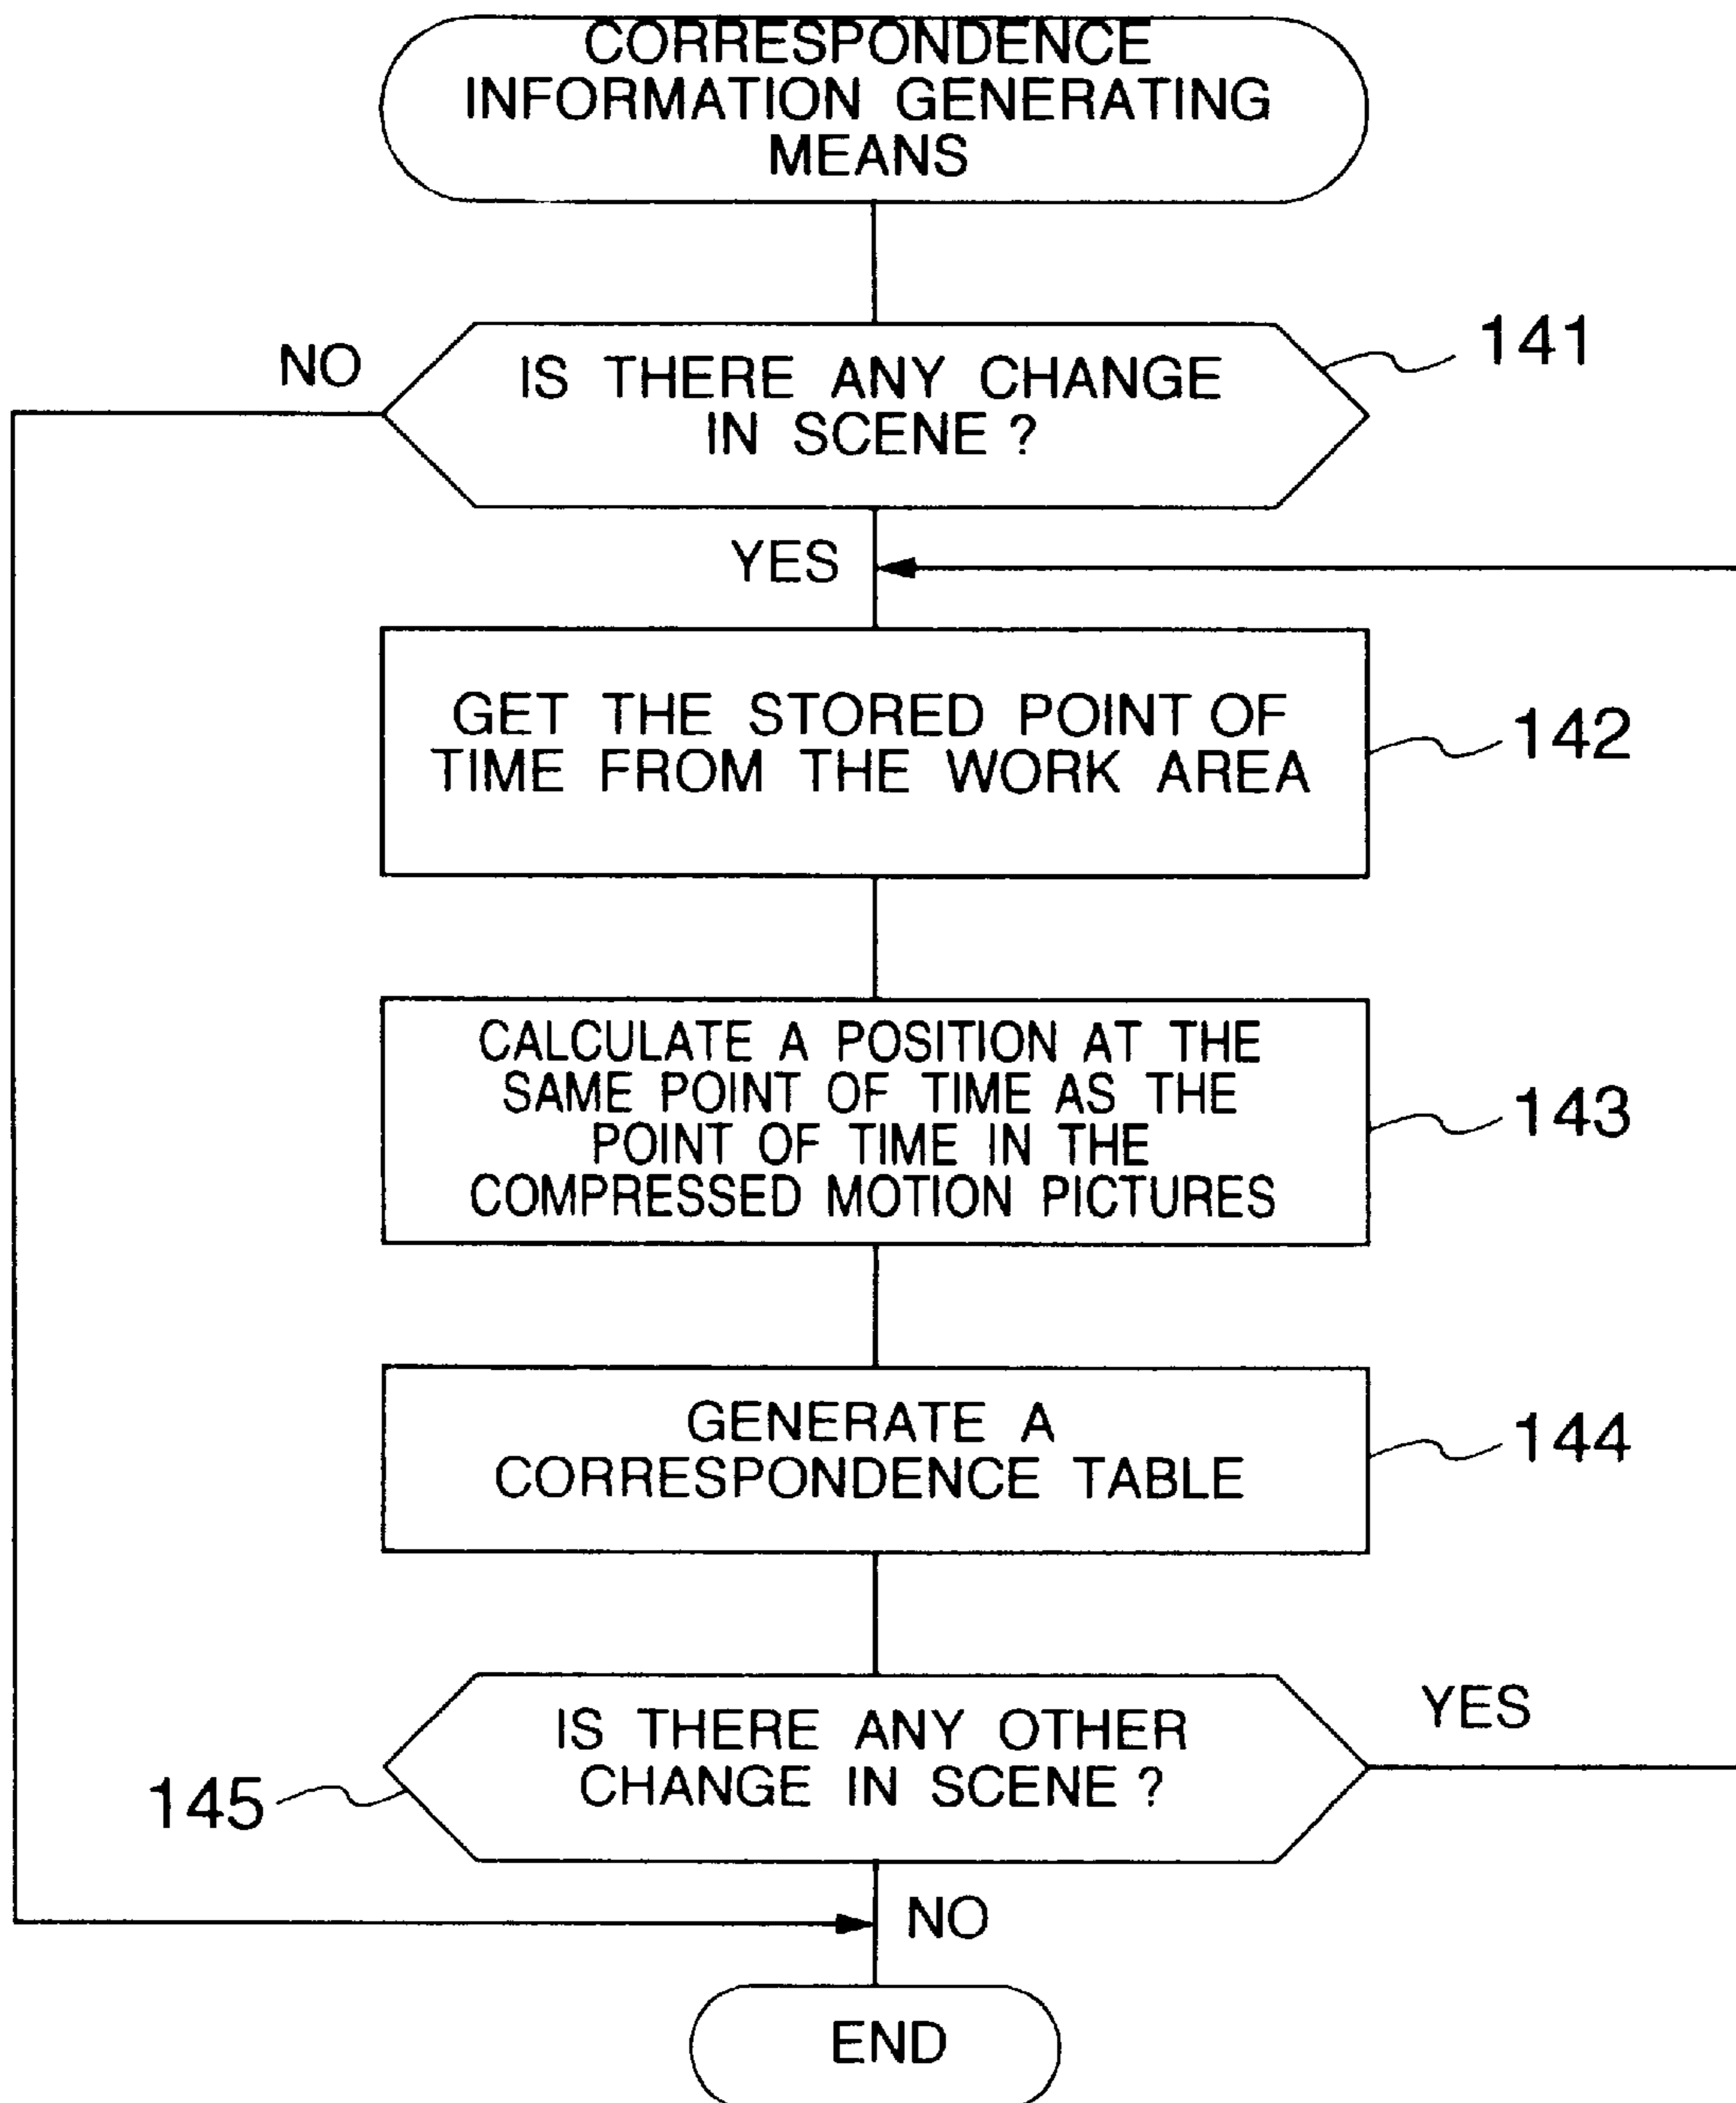 CORRESPONDENCE
INFORMATION GENERATING
MEANS
NO
IS THERE ANY CHANGE
IN SCENE ?
141
YES
GET THE STORED POINT OF
TIME FROM THE WORK AREA
142
CALCULATE A POSITION AT THE
SAME POINT OF TIME AS THE
POINT OF TIME IN THE
COMPRESSED MOTION PICTURES
143
GENERATE A
CORRESPONDENCE TABLE
144
IS THERE ANY OTHER
CHANGE IN SCENE ?
YES
145
NO
END